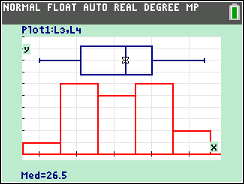 NORMAL FLOAT AUTO REAL DEGREE MP
Plot1:L₃,L₄
y
x
Med=26.5